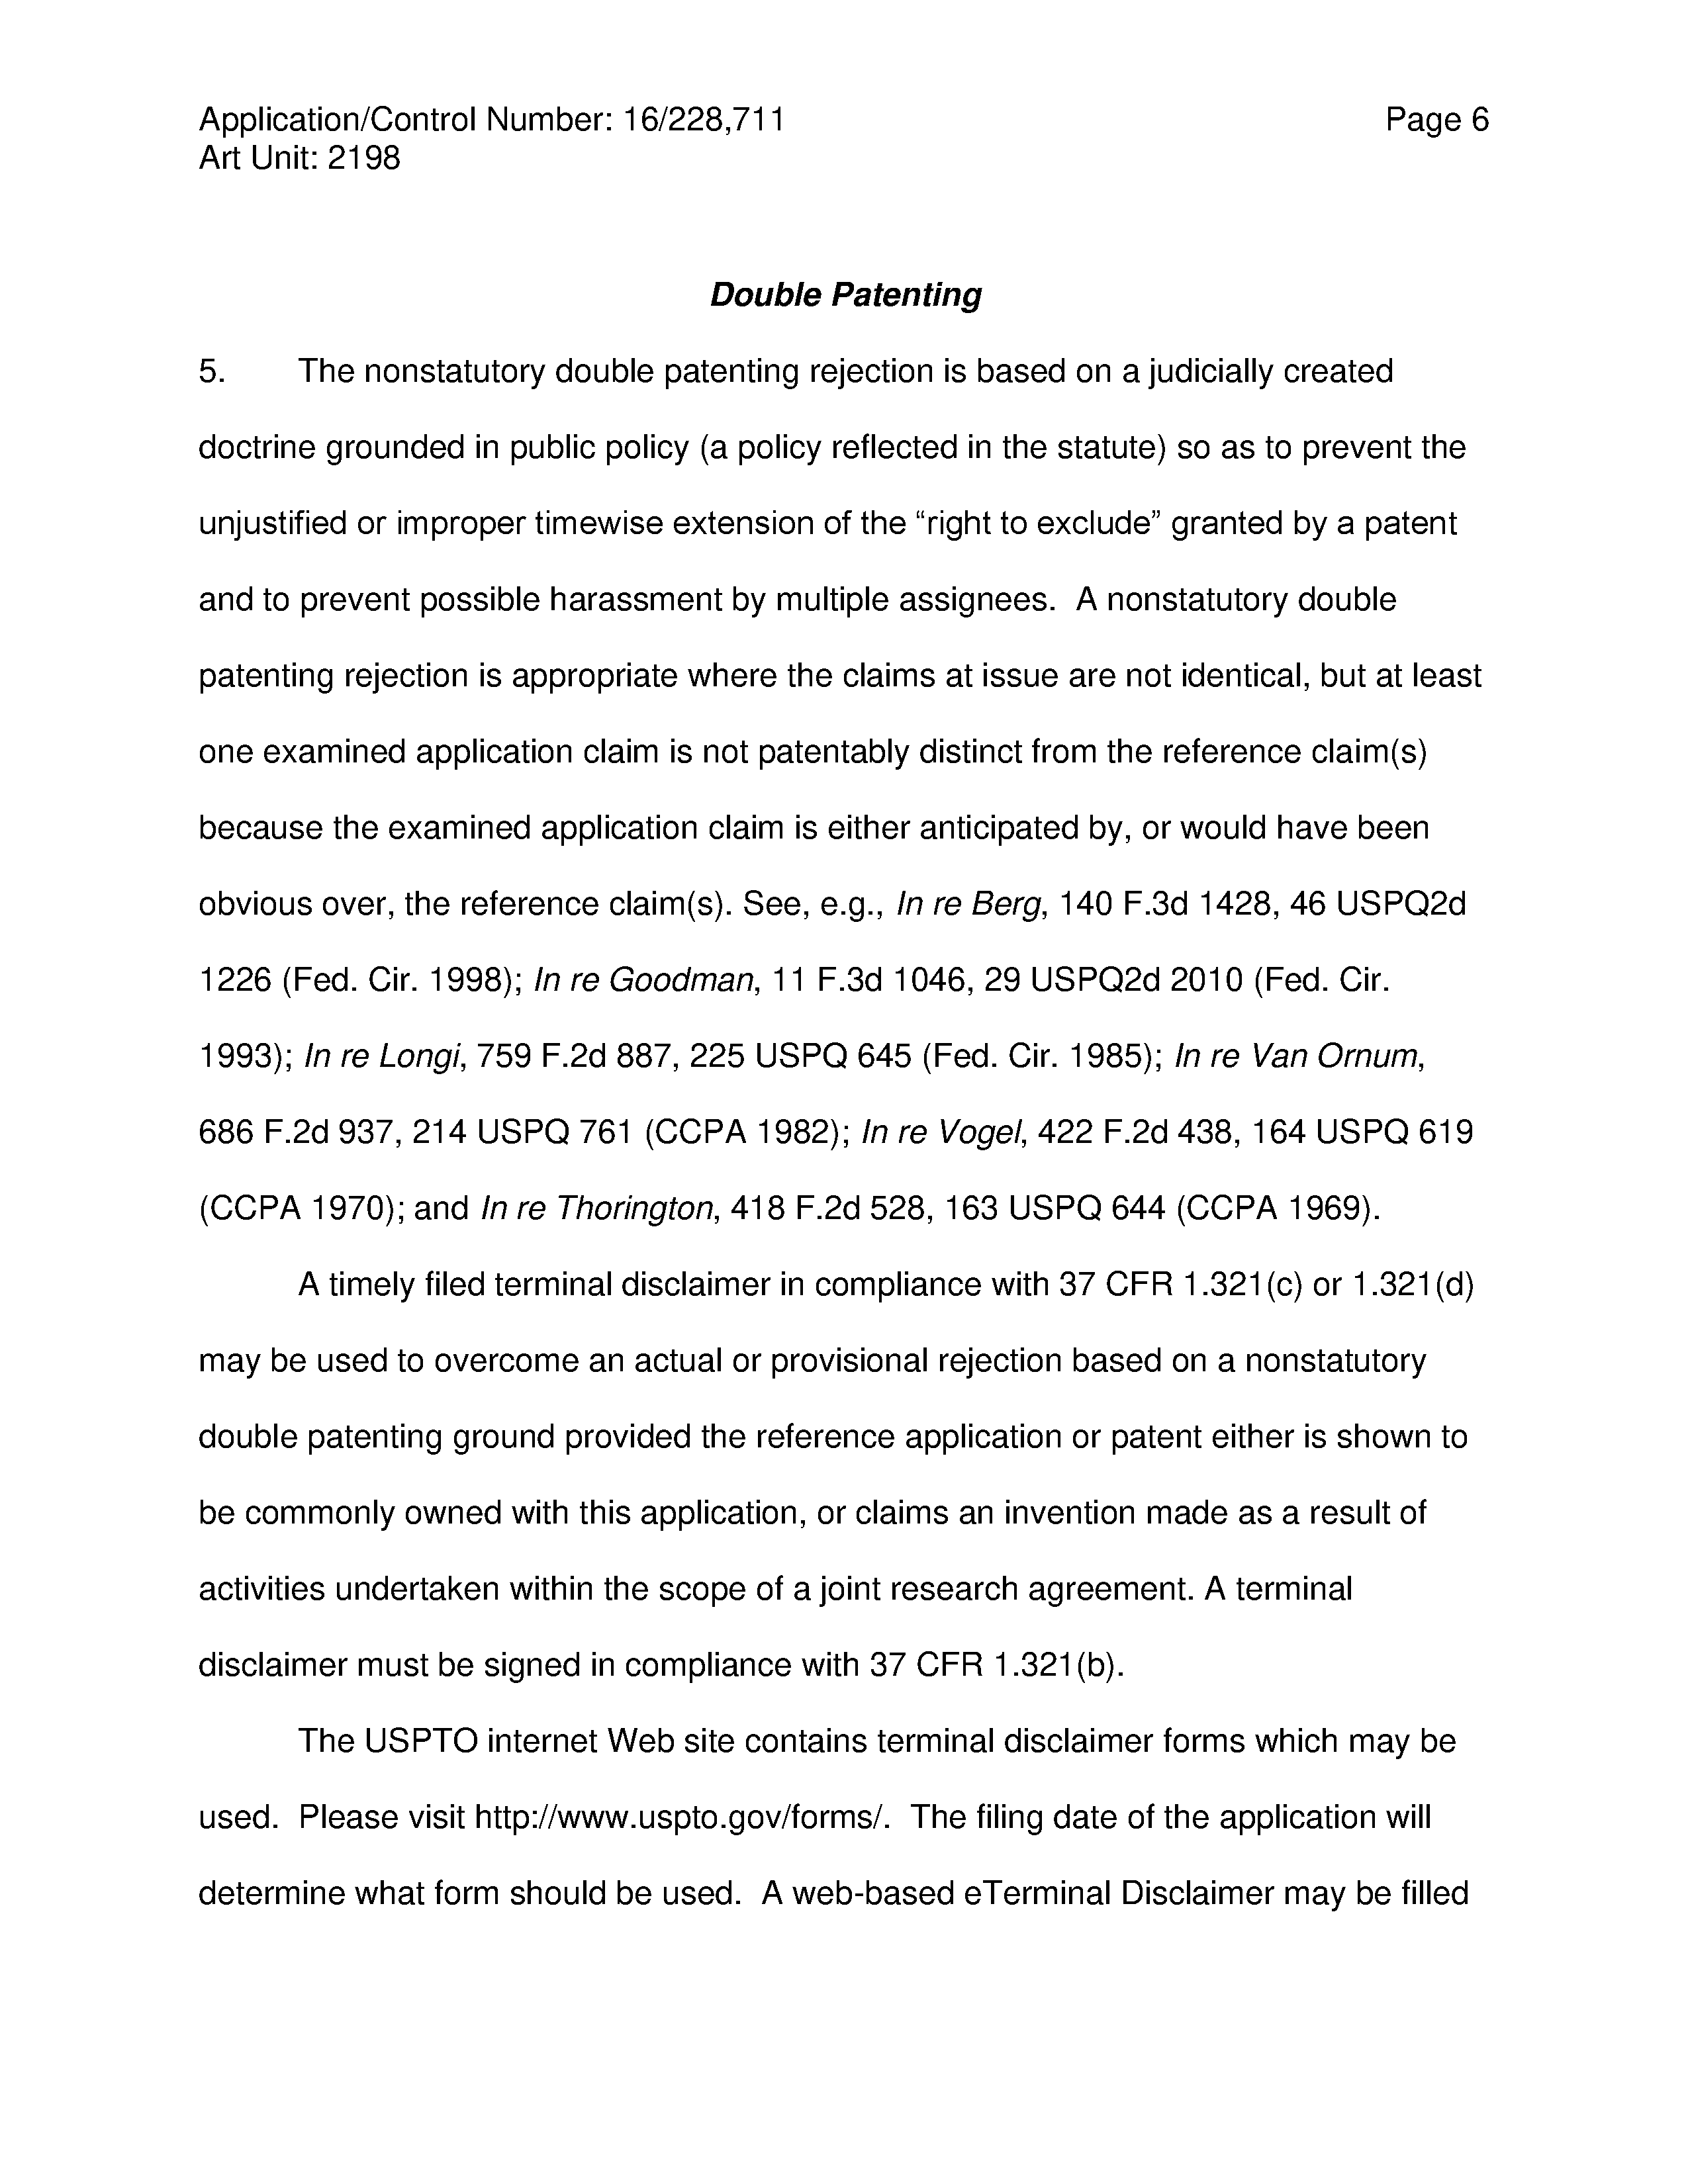 Application/Control Number: 16/228,711 Page 6
Art Unit: 2198
Double Patenting
5. The nonstatutory double patenting rejection is based on a judicially created
doctrine grounded in public policy (a policy reflected in the statute) so as to prevent the
unjustified or improper timewise extension of the “right to exclude” granted by a patent
and to prevent possible harassment by multiple assignees.  A nonstatutory double
patenting rejection is appropriate where the claims at issue are not identical, but at least
one examined application claim is not patentably distinct from the reference claim(s)
because the examined application claim is either anticipated by, or would have been
obvious over, the reference claim(s). See, e.g., In re Berg, 140 F.3d 1428, 46 USPQ2d
1226 (Fed. Cir. 1998); In re Goodman, 11 F.3d 1046, 29 USPQ2d 2010 (Fed. Cir.
1993); In re Longi, 759 F.2d 887, 225 USPQ 645 (Fed. Cir. 1985); In re Van Ornum,
686 F.2d 937, 214 USPQ 761 (CCPA 1982); In re Vogel, 422 F.2d 438, 164 USPQ 619
(CCPA 1970); and In re Thorington, 418 F.2d 528, 163 USPQ 644 (CCPA 1969).
A timely filed terminal disclaimer in compliance with 37 CFR 1.321(c) or 1.321(d)
may be used to overcome an actual or provisional rejection based on a nonstatutory
double patenting ground provided the reference application or patent either is shown to
be commonly owned with this application, or claims an invention made as a result of
activities undertaken within the scope of a joint research agreement. A terminal
disclaimer must be signed in compliance with 37 CFR 1.321(b).
The USPTO internet Web site contains terminal disclaimer forms which may be
used.  Please visit http://www.uspto.gov/forms/.  The filing date of the application will
determine what form should be used.  A web-based eTerminal Disclaimer may be filled